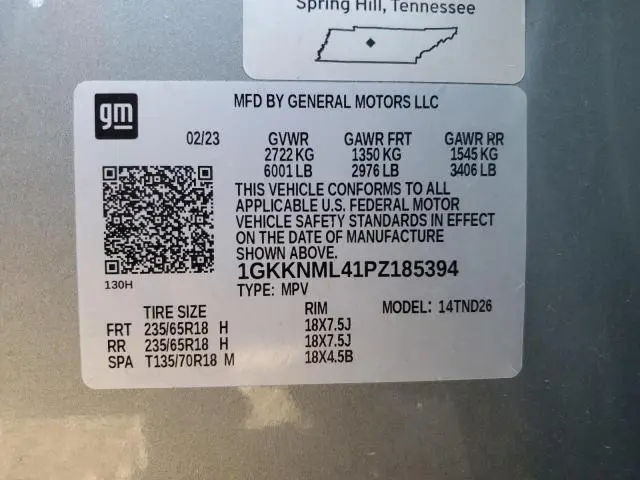 Spring Hill, Tennessee
gm
MFD BY GENERAL MOTORS LLC
02/23 GVWR GAWR FRT GAWR RR
2722 KG 1350 KG 1545 KG
6001 LB 2976 LB 3406 LB
THIS VEHICLE CONFORMS TO ALL
APPLICABLE U.S. FEDERAL MOTOR
VEHICLE SAFETY STANDARDS IN EFFECT
ON THE DATE OF MANUFACTURE
SHOWN ABOVE.
1GKKNML41PZ185394
130H
TYPE: MPV
TIRE SIZE RIM MODEL: 14TND26
FRT 235/65R18 H 18X7.5J
RR 235/65R18 H 18X7.5J
SPA T135/70R18 M 18X4.5B